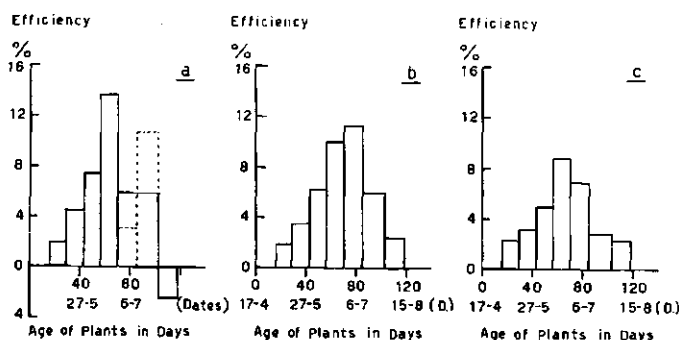 Efficiency
%
16
12
8
4
0
4
a
40 80
27-5 6-7 (Dates)
Age of Plants in Days
Efficiency
%
16
12
8
4
0
b
0 40 80 120
17-4 27-5 6-7 15-8 (D.)
Age of Plants in Days
Efficiency
%
16
12
8
4
0
c
0 40 80 120
17-4 27-5 6-7 15-8 (D.)
Age of Plants in Days